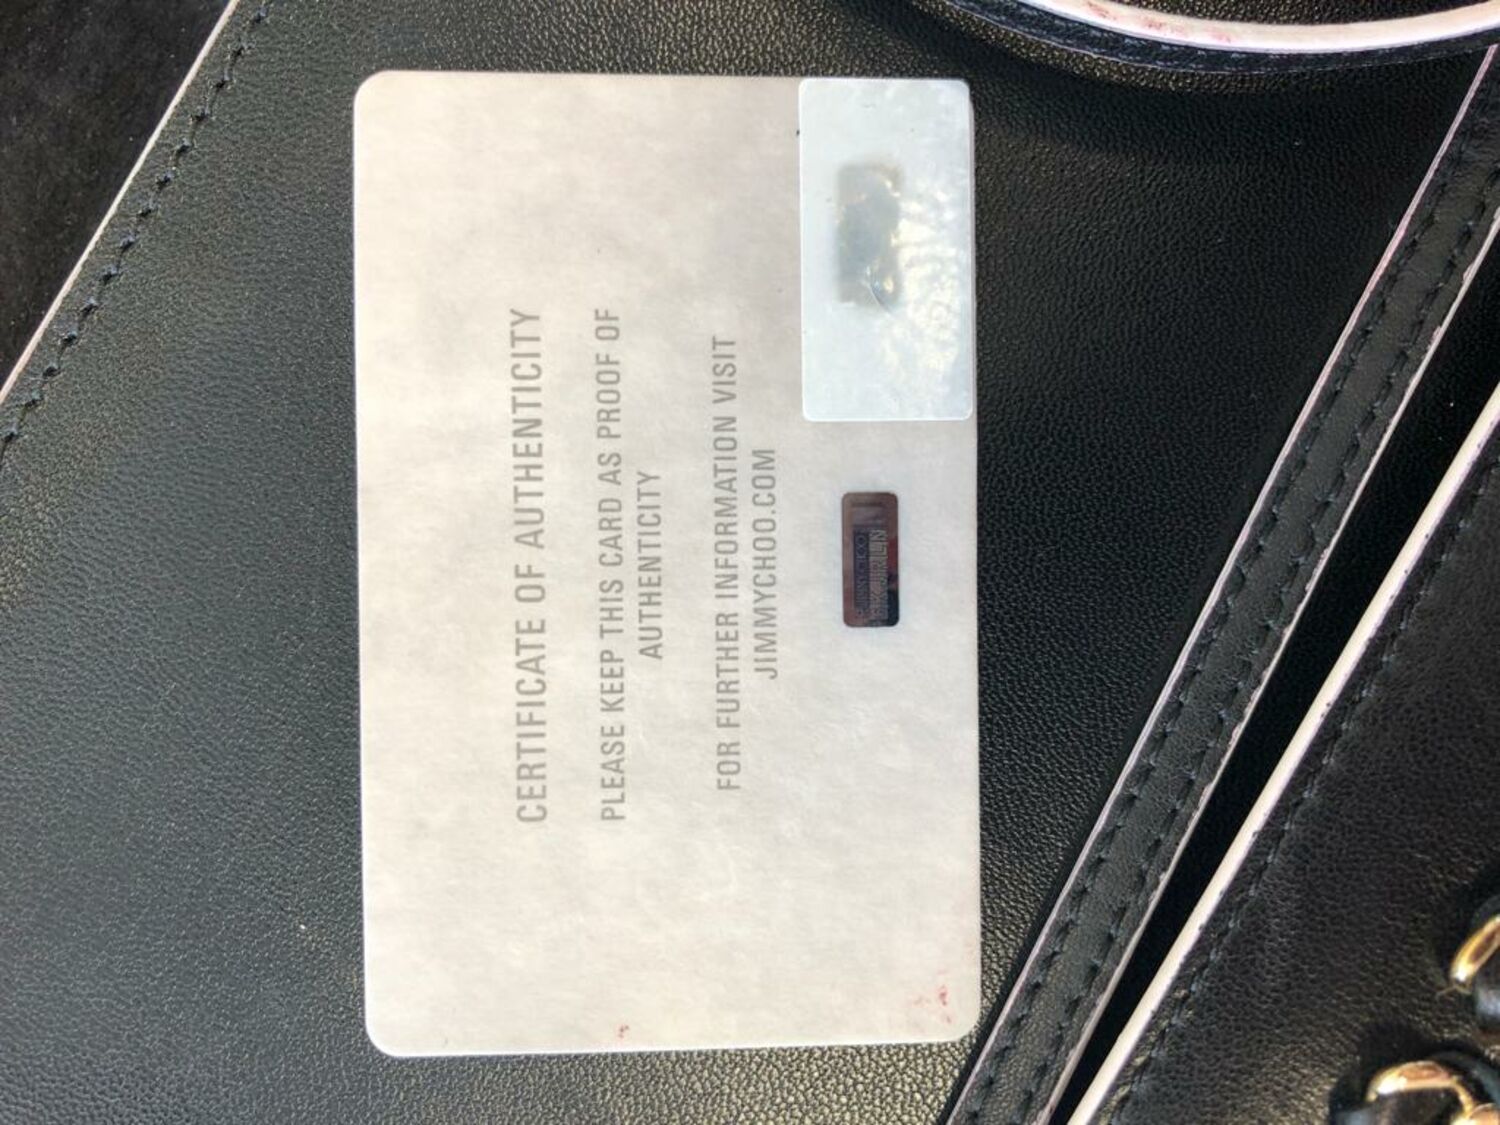 CERTIFICATE OF AUTHENTICITY
PLEASE KEEP THIS CARD AS PROOF OF
AUTHENTICITY
FOR FURTHER INFORMATION VISIT
JIMMYCHOO.COM